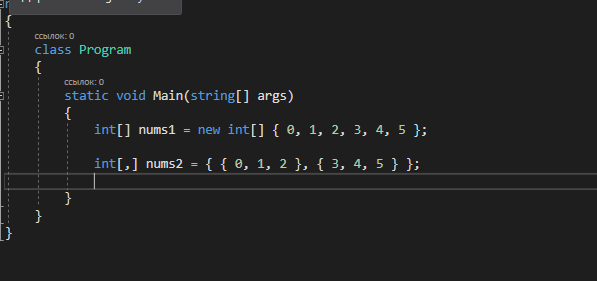 {
ссылок: 0
class Program
{
ссылок: 0
static void Main(string[] args)
{
int[] nums1 = new int[] { 0, 1, 2, 3, 4, 5 };
int[,] nums2 = { { 0, 1, 2 }, { 3, 4, 5 } };
}
}
}